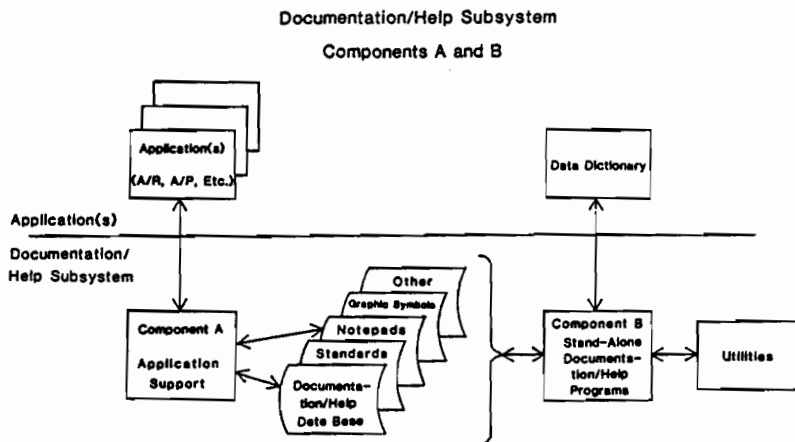 Documentation/Help Subsystem
Components A and B
Application(s)
(A/R, A/P, Etc.)
Data Dictionary
Application(s)
Documentation/
Help Subsystem
Component A
Application
Support
Other
Graphic Symbols
Notepads
Standards
Documenta-
tion/Help
Date Base
Component B
Stand-Alone
Documenta-
tion/Help
Programs
Utilities